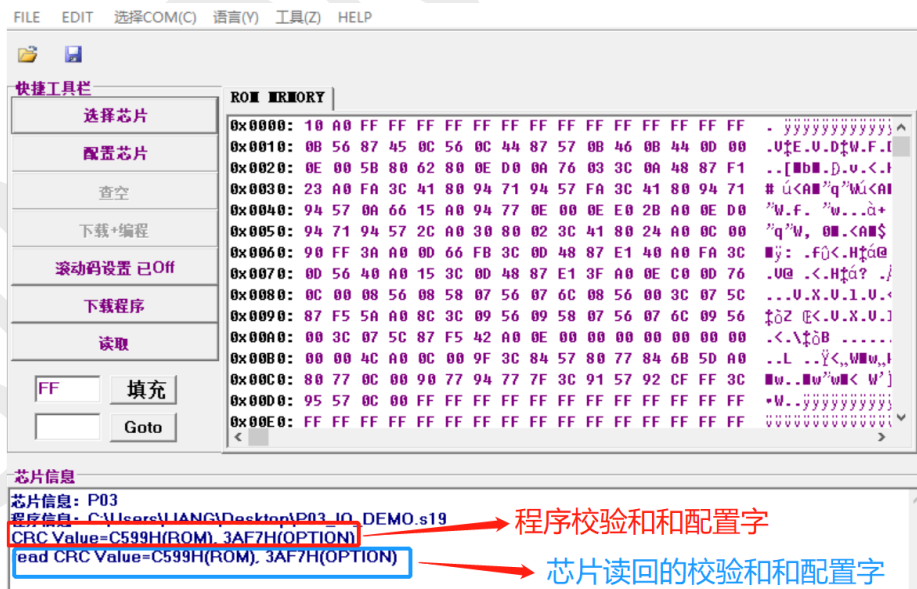 FILE EDIT 选择COM(C) 语言(Y) 工具(Z) HELP
快捷工具栏
选择芯片
配置芯片
查空
下载+编程
滚动码设置 已Off
下载程序
读取
FF 填充
Goto
ROM MRMORY
0x0000: 10 A0 FF FF FF FF FF FF FF FF FF FF FF FF FF FF
0x0010: 0B 56 87 45 0C 56 0C 44 87 57 0B 46 0B 44 0D 00
0x0020: 0E 00 5B 80 62 80 0E D0 0A 76 03 3C 0A 48 87 F1
0x0030: 23 A0 FA 3C 41 80 94 71 94 57 FA 3C 41 80 94 71
0x0040: 94 57 0A 66 15 A0 94 77 0E 00 0E E0 2B A0 0E D0
0x0050: 94 71 94 57 2C A0 30 80 02 3C 41 80 24 A0 0C 00
0x0060: 90 FF 3A A0 0D 66 FB 3C 0D 48 87 E1 40 A0 FA 3C
0x0070: 0D 56 40 A0 15 3C 0D 48 87 E1 3F A0 0E C0 0D 76
0x0080: 0C 00 08 56 08 58 07 56 07 6C 08 56 00 3C 07 5C
0x0090: 87 F5 5A A0 8C 3C 09 56 09 58 07 56 07 6C 09 56
0x00A0: 00 3C 07 5C 87 F5 42 A0 0E 00 00 00 00 00 00 00
0x00B0: 00 00 4C A0 0C 00 9F 3C 84 57 80 77 84 6B 5D A0
0x00C0: 80 77 0C 00 90 77 94 77 7F 3C 91 57 92 CF FF 3C
0x00D0: 95 57 0C 00 FF FF FF FF FF FF FF FF FF FF FF FF
0x00E0: FF FF FF FF FF FF FF FF FF FF FF FF FF FF FF FF
芯片信息
芯片信息: P03
程序信息: C:\Users\LIANG\Desktop\P03_IO_DEMO.s19
CRC Value=C599H(ROM), 3AF7H(OPTION)
read CRC Value=C599H(ROM), 3AF7H(OPTION)
程序校验和和配置字
芯片读回的校验和和配置字